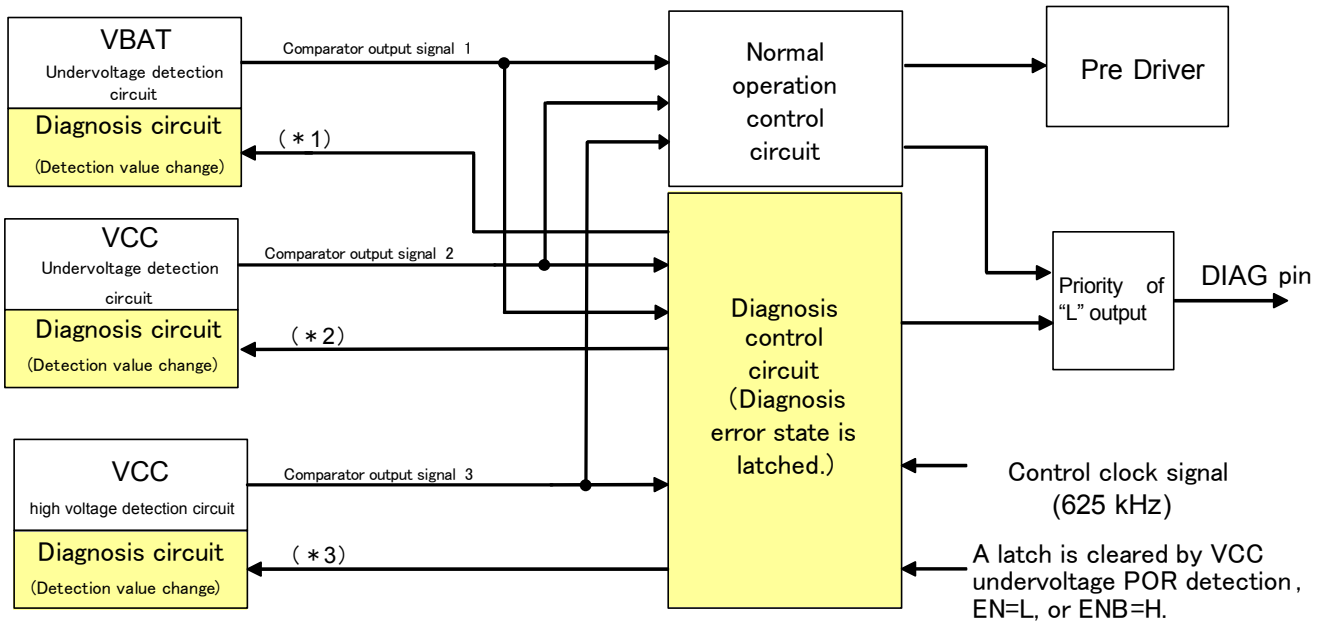 VBAT
Undervoltage detection
circuit
Diagnosis circuit
(Detection value change)
Comparator output signal 1
(*1)
VCC
Undervoltage detection
circuit
Diagnosis circuit
(Detection value change)
Comparator output signal 2
(*2)
VCC
high voltage detection circuit
Diagnosis circuit
(Detection value change)
Comparator output signal 3
(*3)
Normal
operation
control
circuit
Diagnosis
control
circuit
(Diagnosis
error state is
latched.)
Pre Driver
Priority of
“L” output
DIAG pin
Control clock signal
(625 kHz)
A latch is cleared by VCC
undervoltage POR detection,
EN=L, or ENB=H.